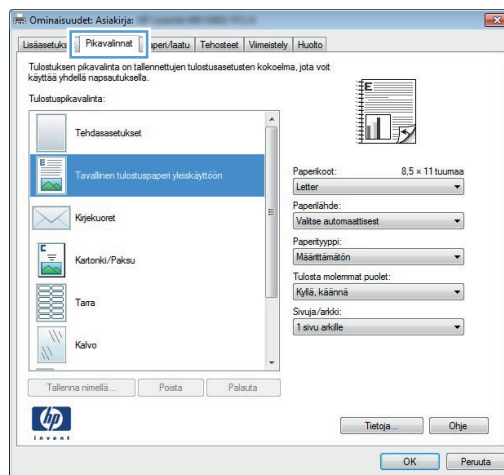 Ominaisuudet: Asiakirja:
Lisäasetuks
Pikavalinnat
aperi/laatu
Tehosteet
Viimeistely
Huolto
Tulostuksen pikavalinta on tallennettujen tulostusasetusten kokoelma, jota voit
käyttää yhdellä napsautuksella.
Tulostuspikavalinta:
Tehdasasetukset
Tavallinen tulostuspaperi yleiskäyttöön
Kirjekuoret
Kartonki/Paksu
Tarra
Kalvo
E
Paperikoot: 8,5 × 11 tuumaa
Letter
Paperilähde:
Valitse automaattisest
Paperityyppi:
Määrittämätön
Tulosta molemmat puolet:
Kyllä, käännä
Sivuja/arkki:
1 sivu arkille
Tallenna nimellä...
Poista
Palauta
hp
invent
Tietoja...
Ohje
OK
Peruuta